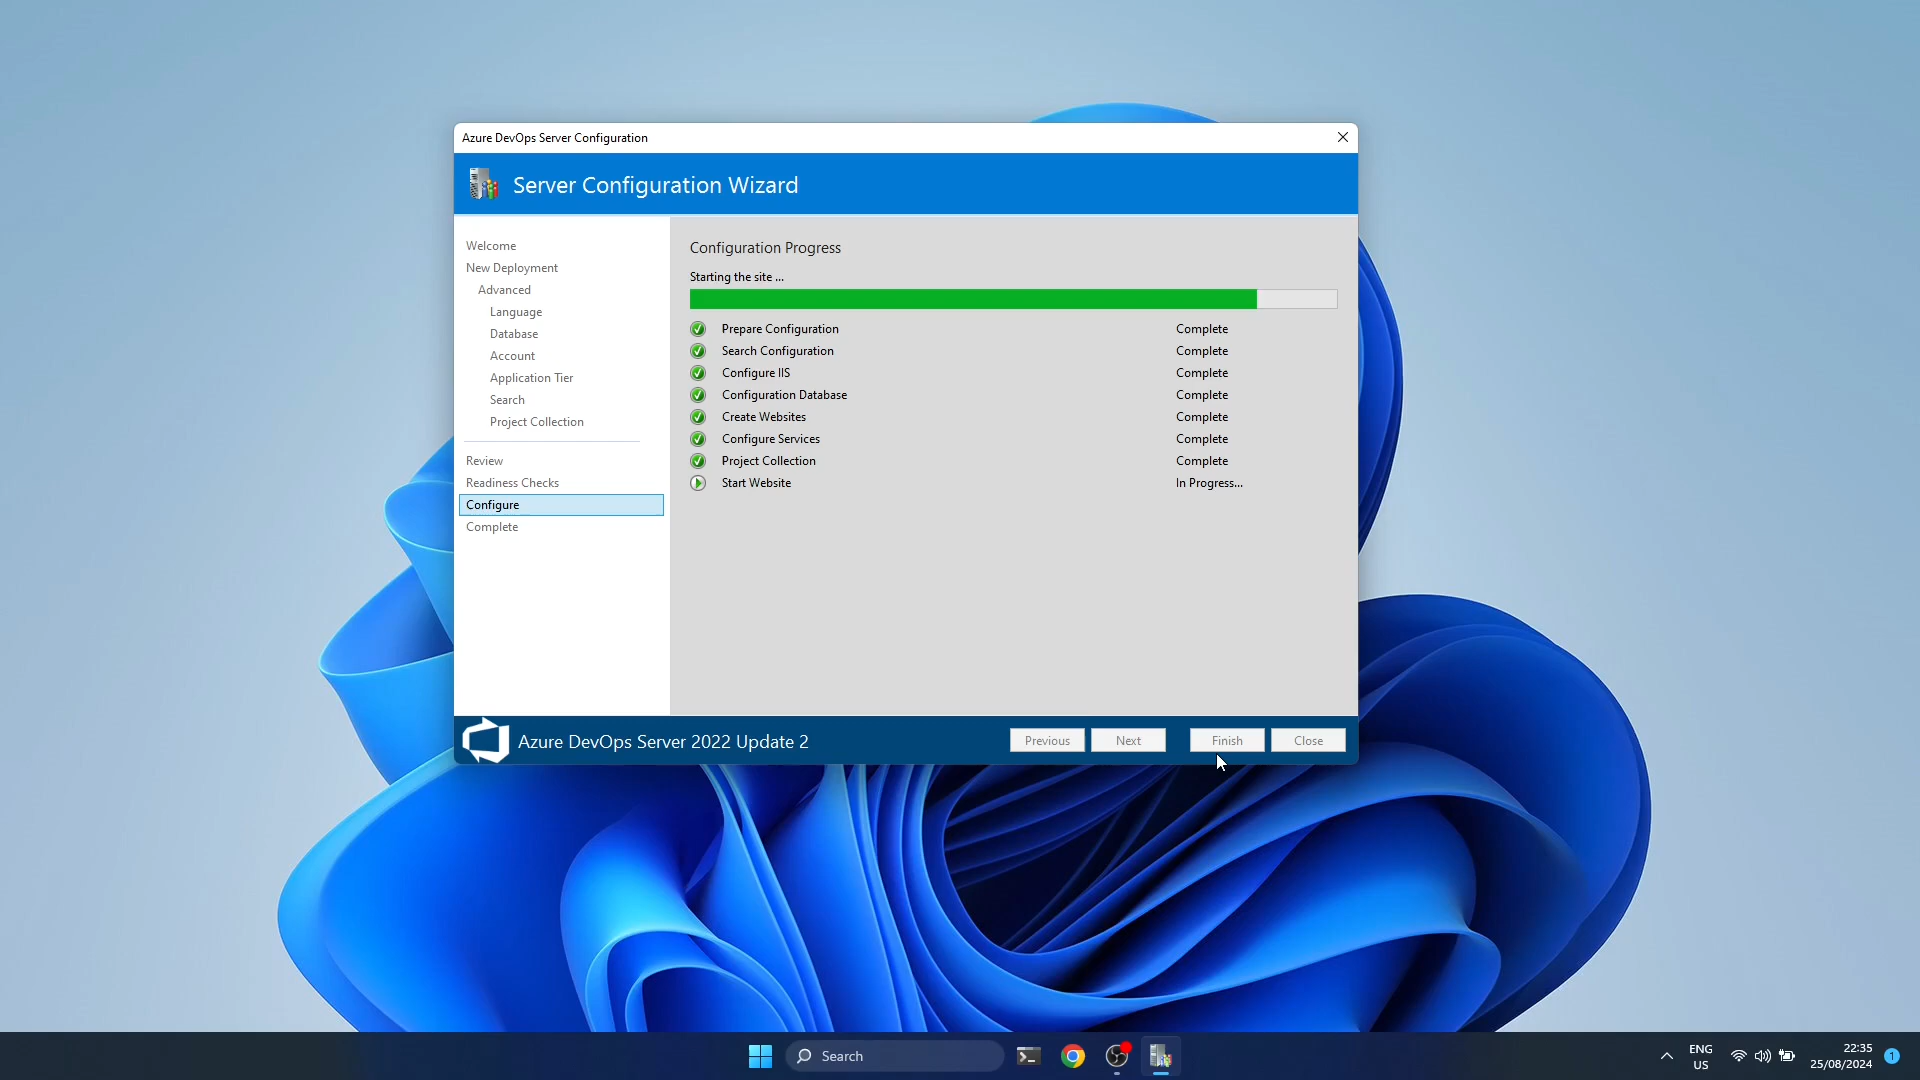 Azure DevOps Server Configuration
Server Configuration Wizard
Welcome
New Deployment
Advanced
Language
Database
Account
Application Tier
Search
Project Collection
Review
Readiness Checks
Configure
Complete
Configuration Progress
Starting the site ...
Prepare Configuration Complete
Search Configuration Complete
Configure IIS Complete
Configuration Database Complete
Create Websites Complete
Configure Services Complete
Project Collection Complete
Start Website In Progress...
Azure DevOps Server 2022 Update 2
Previous Next Finish Close
Search
ENG
US
22:35
25/08/2024
1